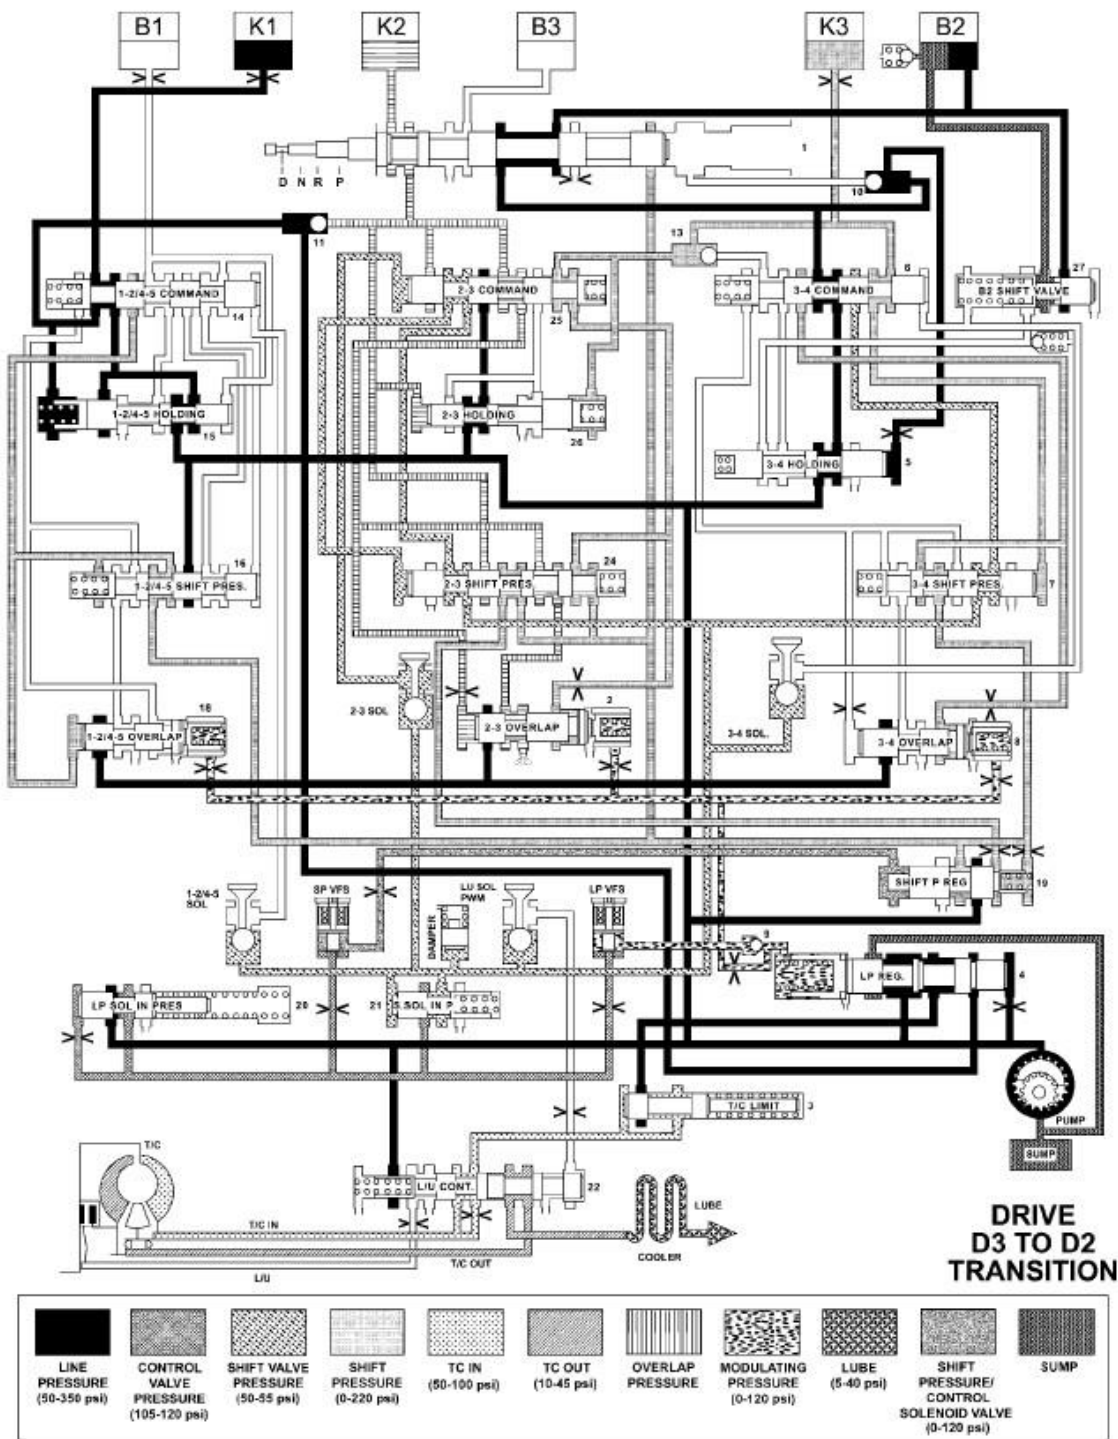 B1 K1 K2 B3 K3 B2
1
D N R P
10
11
13
1-2/4-5 COMMAND
14
2-3 COMMAND
25
3-4 COMMAND
6
B2 SHIFT VALVE
27
1-2/4-5 HOLDING
15
2-3 HOLDING
26
3-4 HOLDING
5
1-2/4-5 SHIFT PRES.
16
2-3 SHIFT PRES
24
3-4 SHIFT PRES.
7
2-3 SOL
3-4 SOL.
1-2/4-5 OVERLAP
18
2-3 OVERLAP
2
3-4 OVERLAP
8
SHIFT P REG
19
1-2/4-5
SOL
SP VFS
DAMPER
LU SOL
PWM
LP VFS
9
LP REG.
4
LP SOL IN PRES
20
21
S.SOL IN P
T/C LIMIT
3
PUMP
SUMP
T/C
L/U CONT.
22
T/C IN
T/C OUT
L/U
LUBE
COOLER
DRIVE
D3 TO D2
TRANSITION
LINE
PRESSURE
(50-350 psi)
CONTROL
VALVE
PRESSURE
(105-120 psi)
SHIFT VALVE
PRESSURE
(50-55 psi)
SHIFT
PRESSURE
(0-220 psi)
TC IN
(50-100 psi)
TC OUT
(10-45 psi)
OVERLAP
PRESSURE
MODULATING
PRESSURE
(0-120 psi)
LUBE
(5-40 psi)
SHIFT
PRESSURE/
CONTROL
SOLENOID VALVE
(0-120 psi)
SUMP